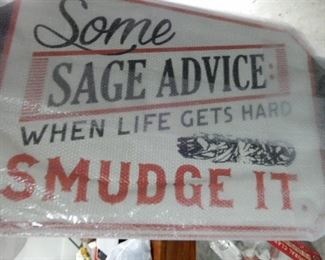 Some
SAGE ADVICE:
WHEN LIFE GETS HARD
SMUDGE IT.